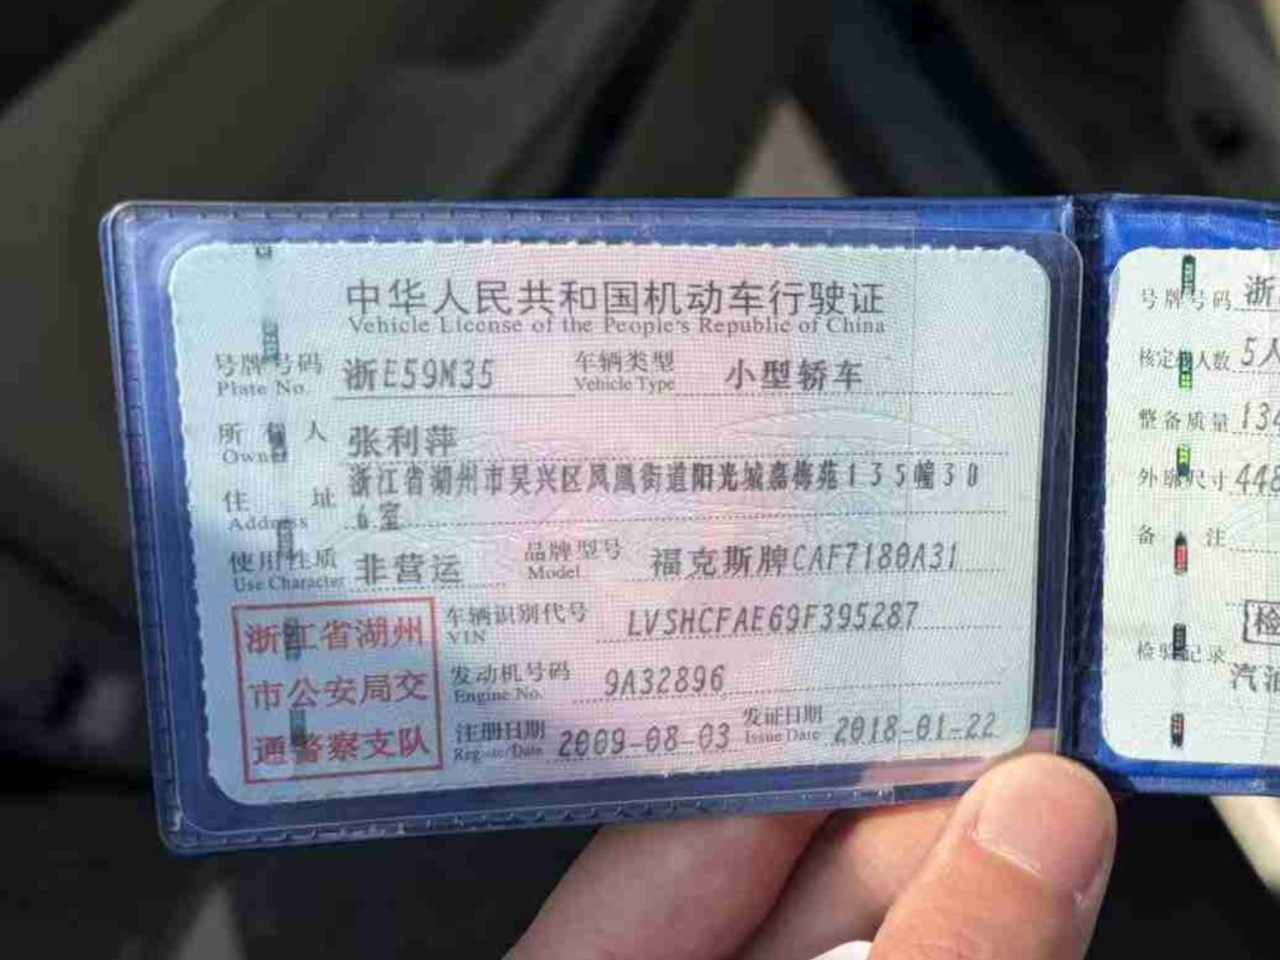 中华人民共和国机动车行驶证
Vehicle License of the People's Republic of China
号牌号码 浙E59M35 车辆类型 小型轿车
Plate No. Vehicle Type
所有人 张利萍
Owner
住址 浙江省湖州市吴兴区凤凰街道阳光城嘉梅苑135幢30
Address 6室
使用性质 非营运 品牌型号 福克斯牌CAF7180A31
Use Character Model
浙江省湖州
市公安局交
通警察支队
车辆识别代号 LVSHCFAE69F395287
VIN
发动机号码 9A32896
Engine No.
注册日期 2009-08-03 发证日期 2018-01-22
Register Date Issue Date
号牌号码 浙
核定人数 5人
整备质量 134
外廓尺寸 448
备注
检
检验记录
汽油